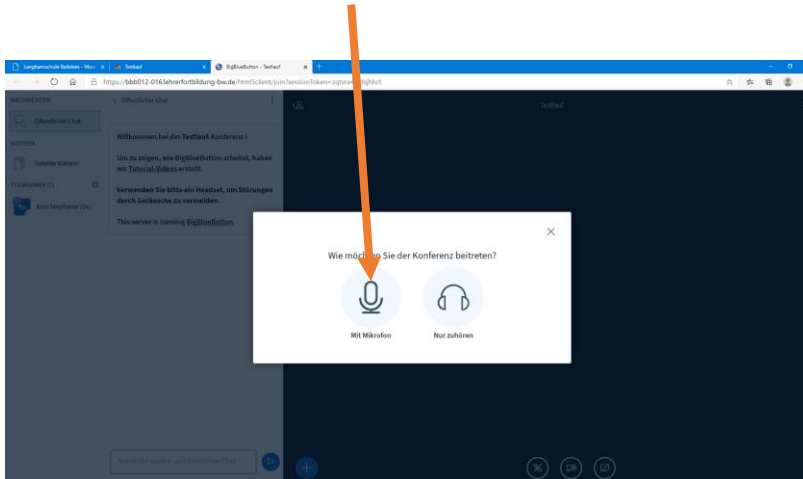 Langhansschule Beilstein - Moo
Testlauf
BigBlueButton - Testlauf
https://bbb012-016.lehrerfortbildung-bw.de/html5client/join?sessionToken=
NACHRICHTEN
Öffentlicher Chat
NOTIZEN
Geteilte Notizen
TEILNEHMER (1)
Kurz Stephanie (Sie)
Öffentlicher Chat
Willkommen bei der Testlauf Konferenz !
Um zu zeigen, wie BigBlueButton arbeitet, haben
wir Tutorial-Videos erstellt.
Verwenden Sie bitte ein Headset, um Störungen
durch Geräusche zu vermeiden.
This server is running BigBlueButton.
Nachricht senden an Öffentlicher Chat
Testlauf
Wie möchten Sie der Konferenz beitreten?
Mit Mikrofon
Nur zuhören